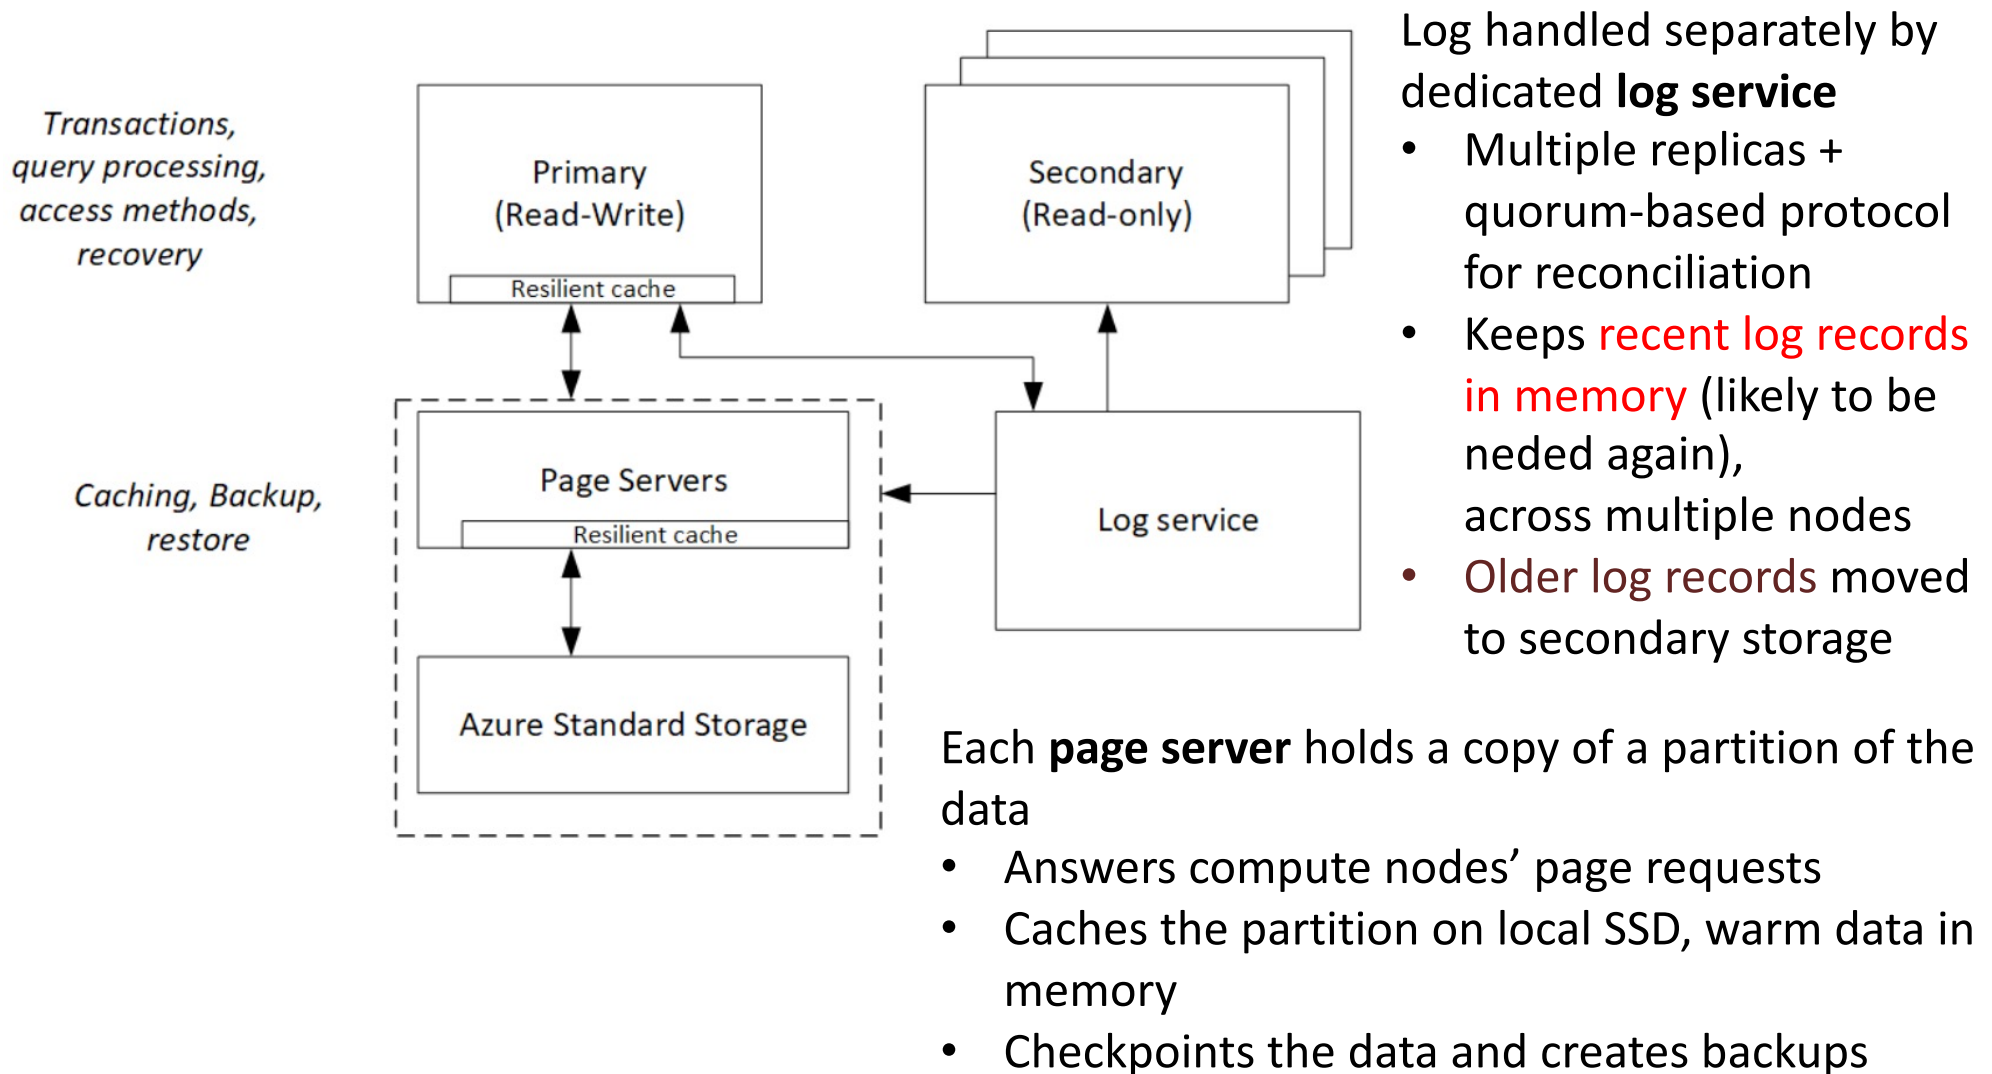 Transactions,
query processing,
access methods,
recovery
Primary
(Read-Write)
Resilient cache
Secondary
(Read-only)
Caching, Backup,
restore
Page Servers
Resilient cache
Azure Standard Storage
Log service
Log handled separately by
dedicated log service
• Multiple replicas +
quorum-based protocol
for reconciliation
• Keeps recent log records
in memory (likely to be
neded again),
across multiple nodes
• Older log records moved
to secondary storage
Each page server holds a copy of a partition of the
data
• Answers compute nodes’ page requests
• Caches the partition on local SSD, warm data in
memory
• Checkpoints the data and creates backups